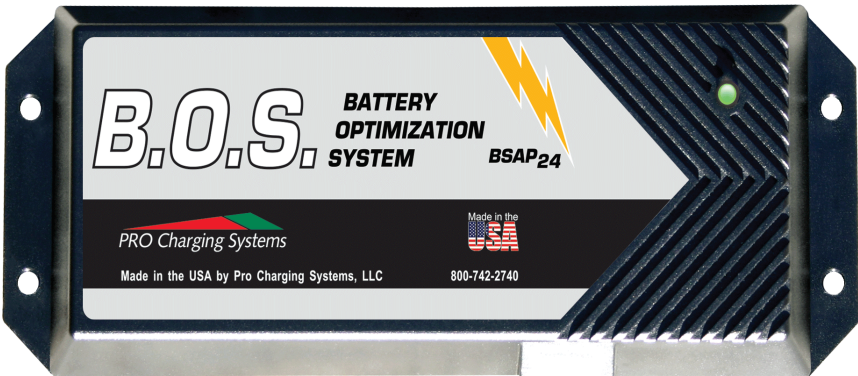 B.O.S.
BATTERY
OPTIMIZATION
SYSTEM
BSAP24
PRO Charging Systems
Made in the
USA
Made in the USA by Pro Charging Systems, LLC
800-742-2740